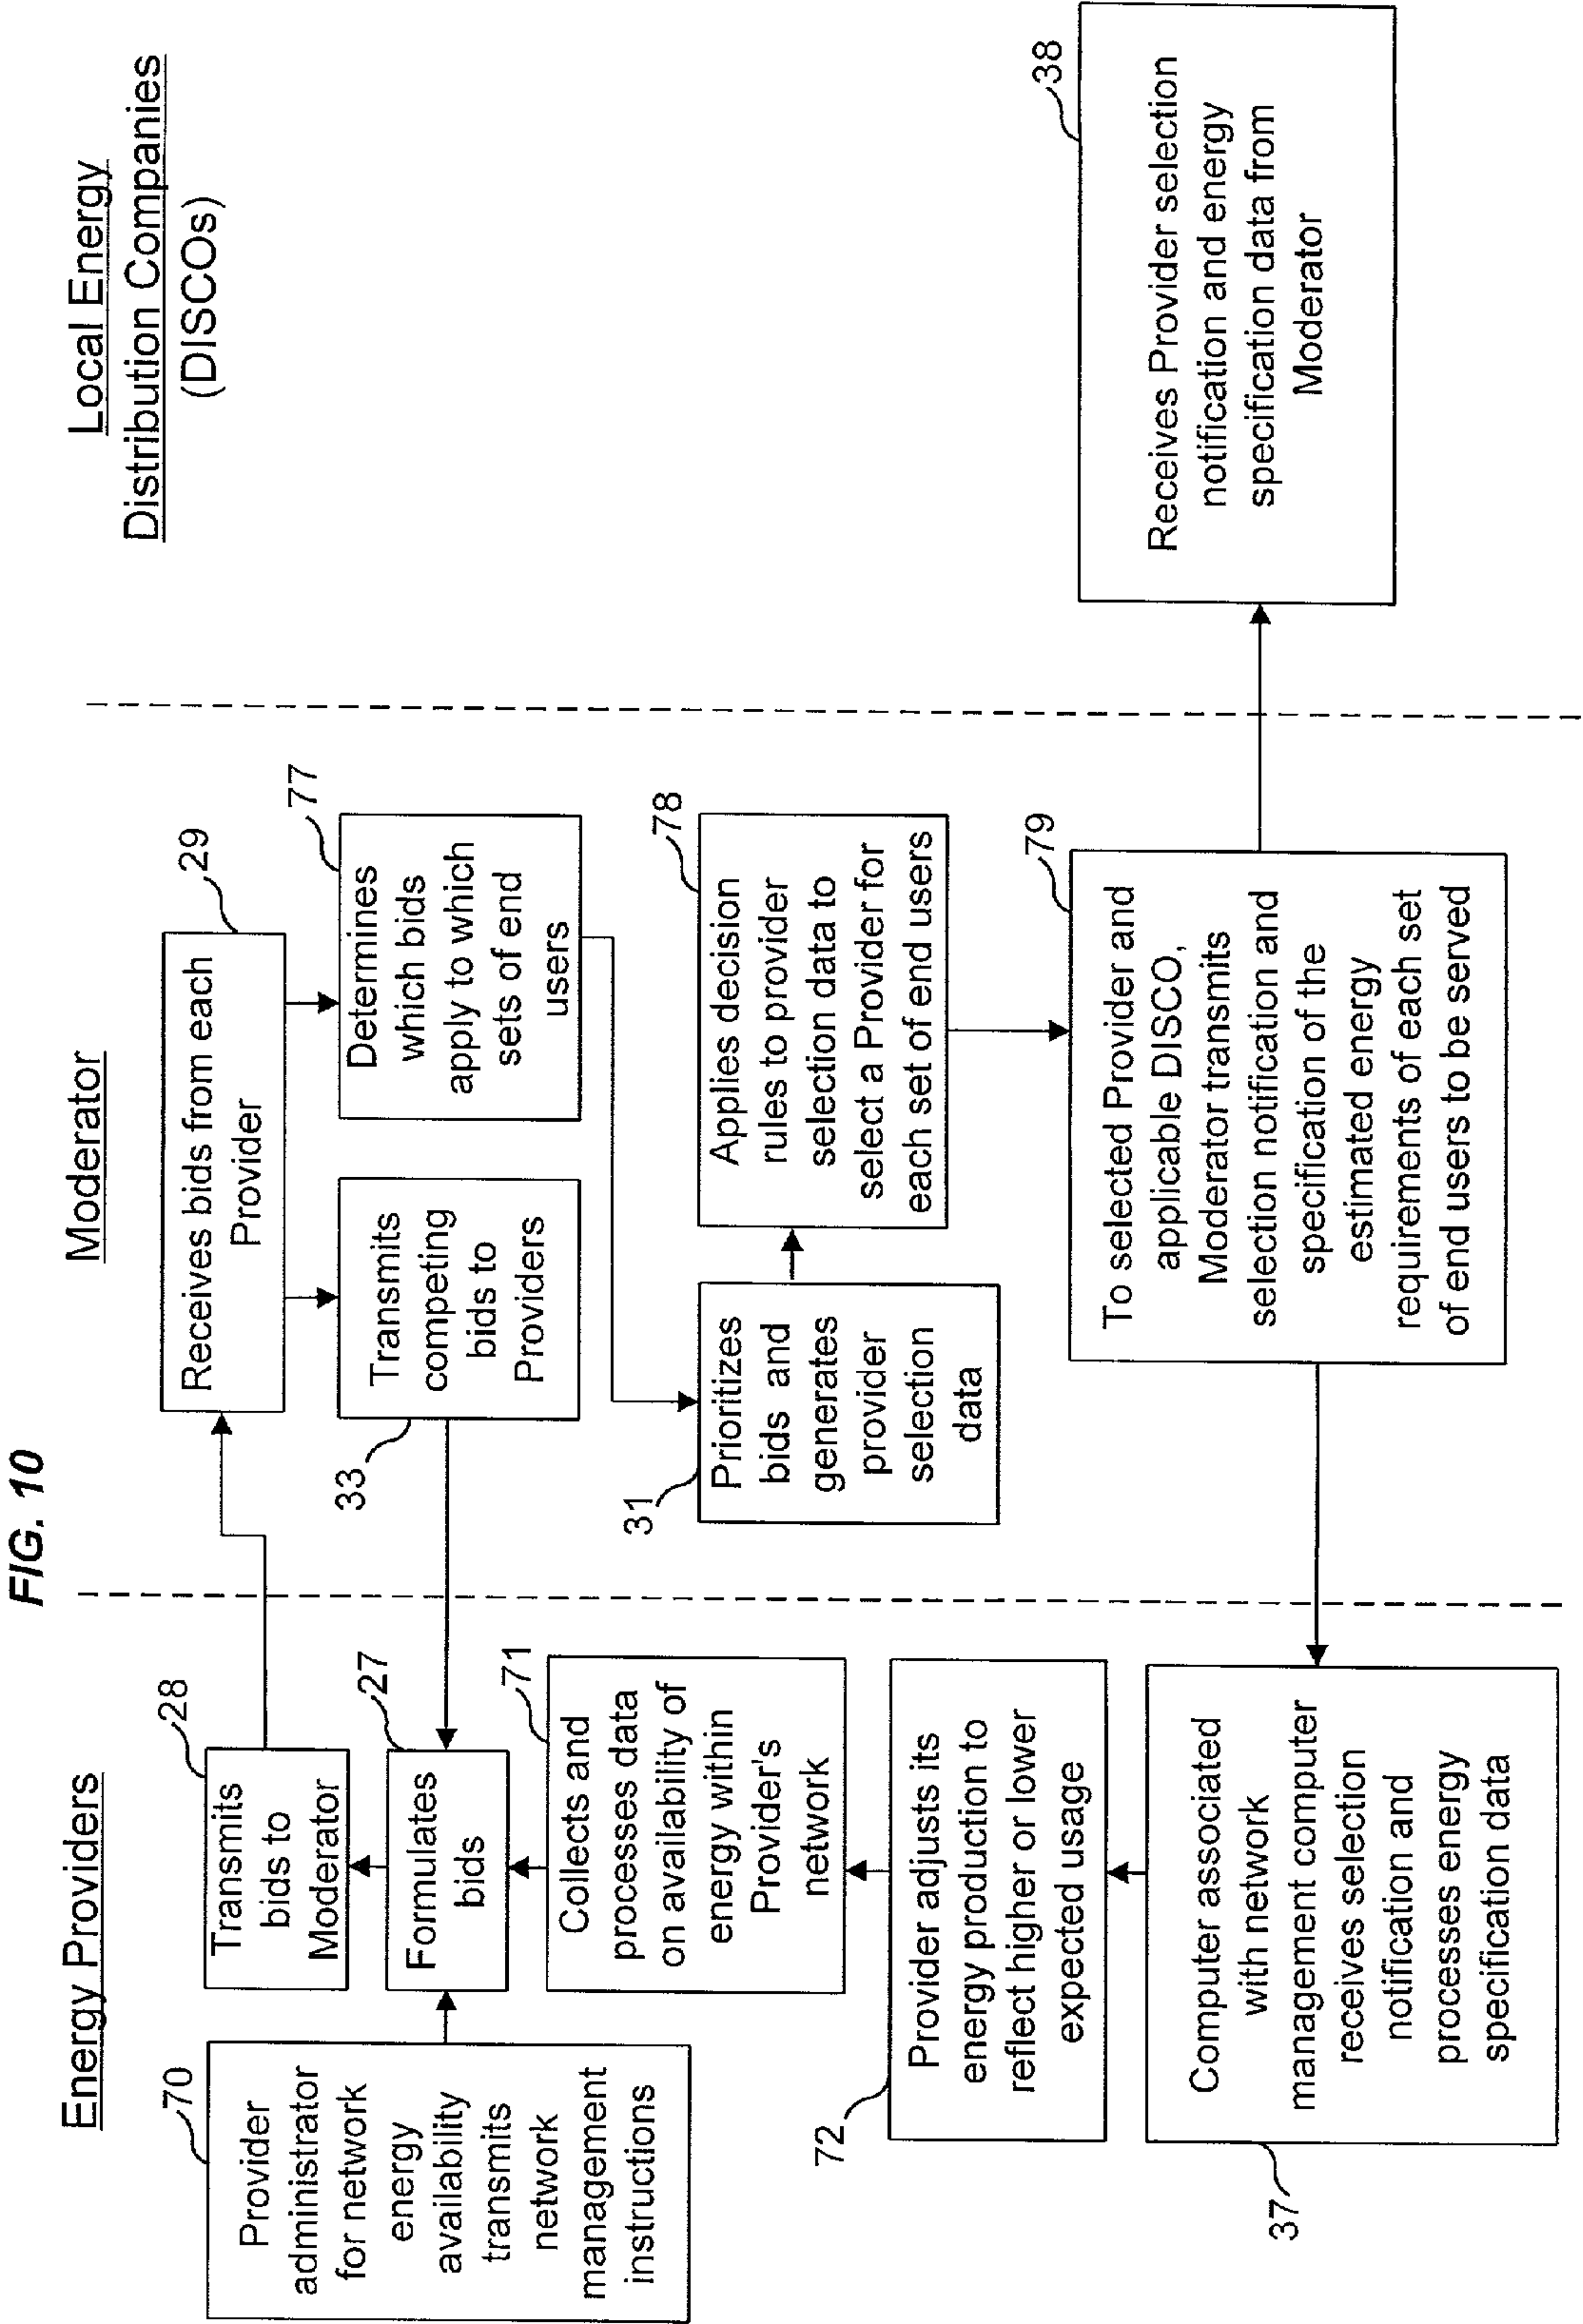 FIG. 10
Energy Providers
Moderator
Local Energy
Distribution Companies
(DISCOs)
70
Provider
administrator
for network
energy
availability
transmits
network
management
instructions
28
Transmits
bids to
Moderator
27
Formulates
bids
71
Collects and
processes data
on availability of
energy within
Provider's
network
72
Provider adjusts its
energy production to
reflect higher or lower
expected usage
37
Computer associated
with network
management computer
receives selection
notification and
processes energy
specification data
29
Receives bids from each
Provider
33
Transmits
competing
bids to
Providers
77
Determines
which bids
apply to which
sets of end
users
31
Prioritizes
bids and
generates
provider
selection
data
78
Applies decision
rules to provider
selection data to
select a Provider for
each set of end users
79
To selected Provider and
applicable DISCO,
Moderator transmits
selection notification and
specification of the
estimated energy
requirements of each set
of end users to be served
38
Receives Provider selection
notification and energy
specification data from
Moderator